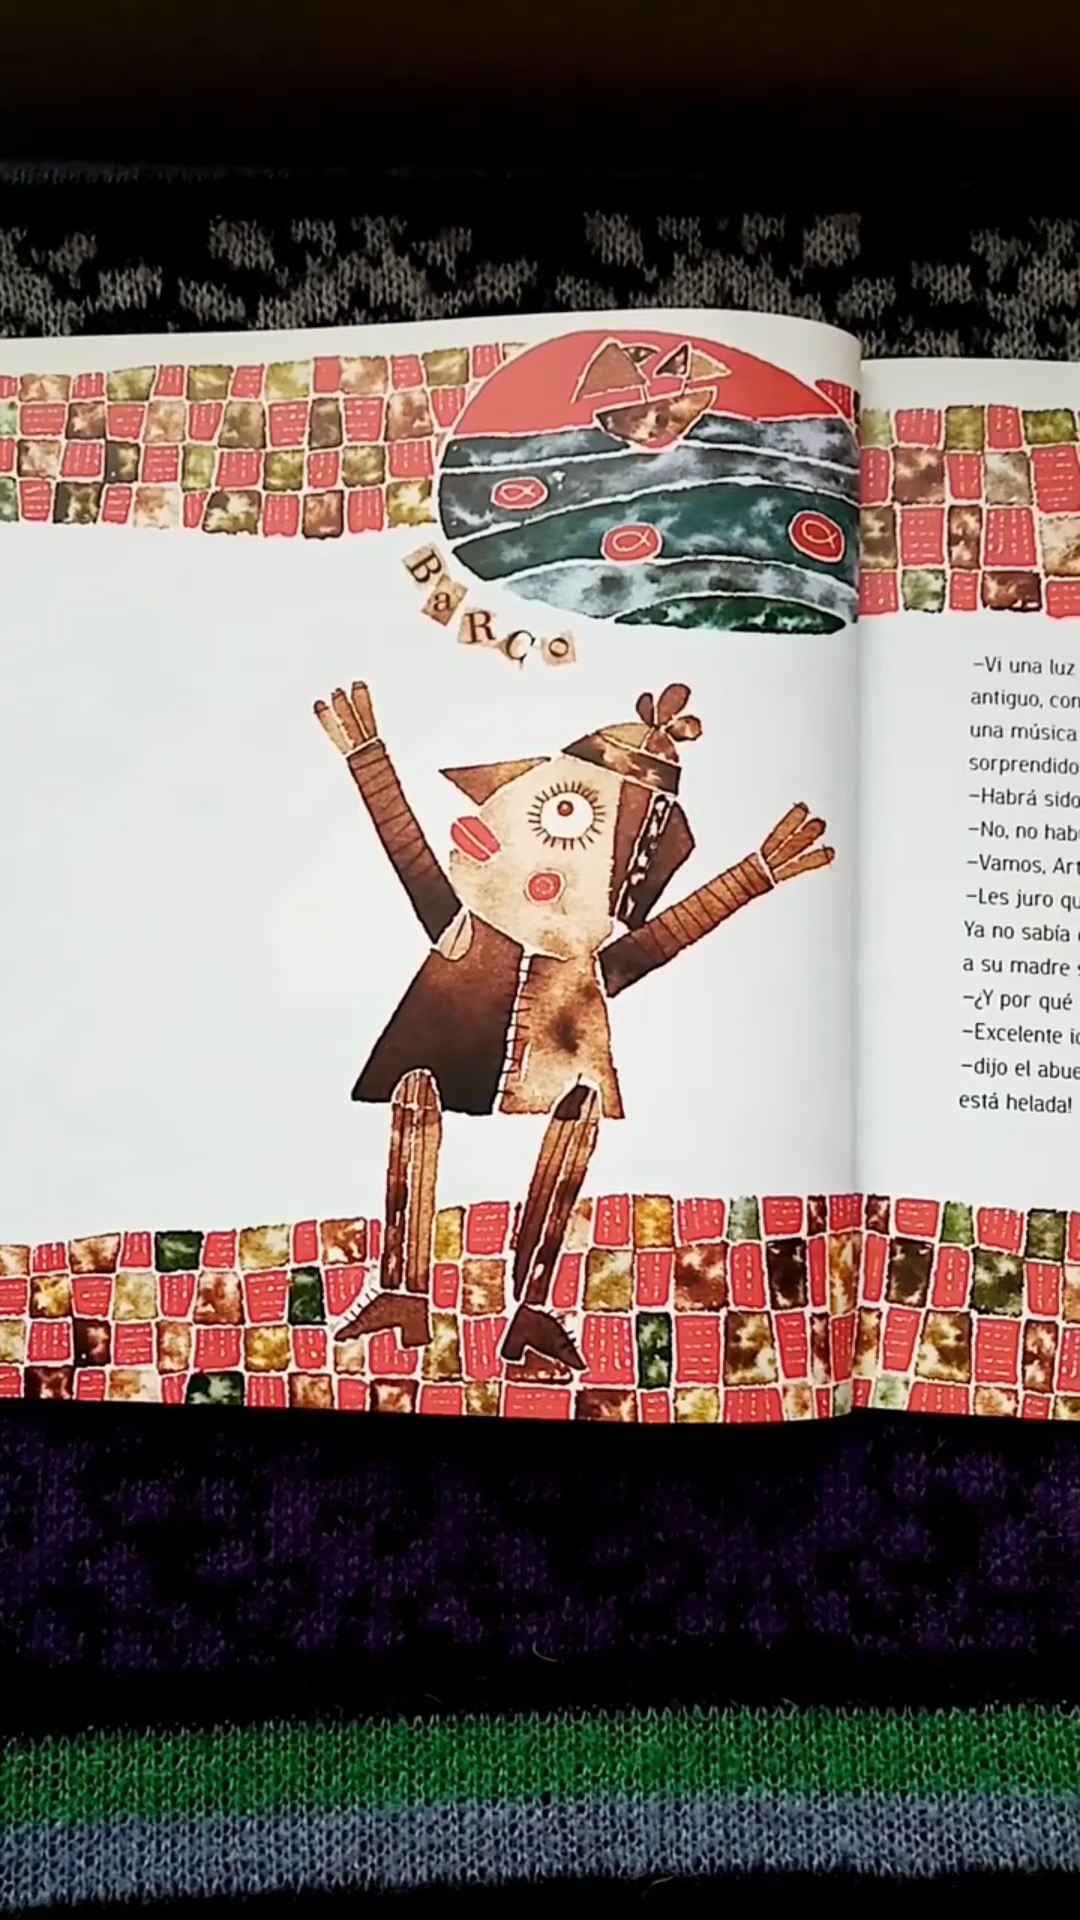 BaRCo
–Vi una luz
antiguo, con
una música
sorprendido
–Habrá sido
–No, no hab
–Vamos, Art
–Les juro qu
Ya no sabía
a su madre
–¿Y por qué
–Excelente
–dijo el abue
está helada!